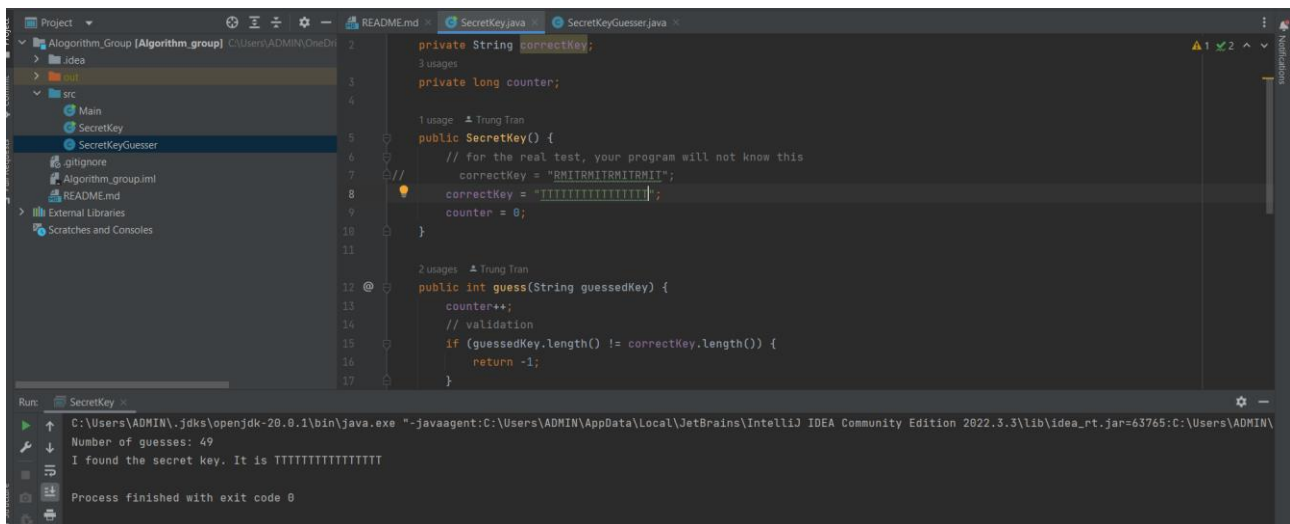 Project
README.md
SecretKey.java
SecretKeyGuesser.java
Alogorithm_Group [Algorithm_group] C:\Users\ADMIN\OneDri
.idea
out
src
Main
SecretKey
SecretKeyGuesser
.gitignore
Algorithm_group.iml
README.md
External Libraries
Scratches and Consoles
2 private String correctKey;
3 usages
3 private long counter;
4
1 usage Trung Tran
5 public SecretKey() {
6 // for the real test, your program will not know this
7 // correctKey = "RMITRMITRMITRMIT";
8 correctKey = "TTTTTTTTTTTTTTTT";
9 counter = 0;
10 }
11
2 usages Trung Tran
12 @ public int guess(String guessedKey) {
13 counter++;
14 // validation
15 if (guessedKey.length() != correctKey.length()) {
16 return -1;
17 }
1 2
Notifications
Run: SecretKey
C:\Users\ADMIN\.jdks\openjdk-20.0.1\bin\java.exe "-javaagent:C:\Users\ADMIN\AppData\Local\JetBrains\IntelliJ IDEA Community Edition 2022.3.3\lib\idea_rt.jar=63765:C:\Users\ADMIN\
Number of guesses: 49
I found the secret key. It is TTTTTTTTTTTTTTTT
Process finished with exit code 0